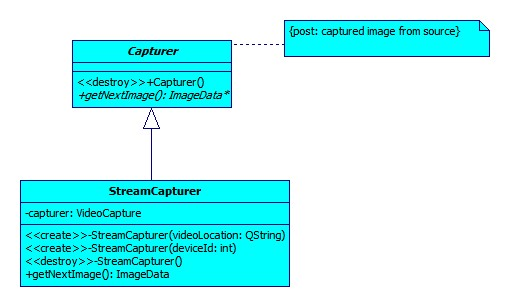 Capturer
{post: captured image from source}
<<destroy>>+Capturer()
+getNextImage(): ImageData*
StreamCapturer
-capturer: VideoCapture
<<create>>-StreamCapturer(videoLocation: QString)
<<create>>-StreamCapturer(deviceId: int)
<<destroy>>-StreamCapturer()
+getNextImage(): ImageData